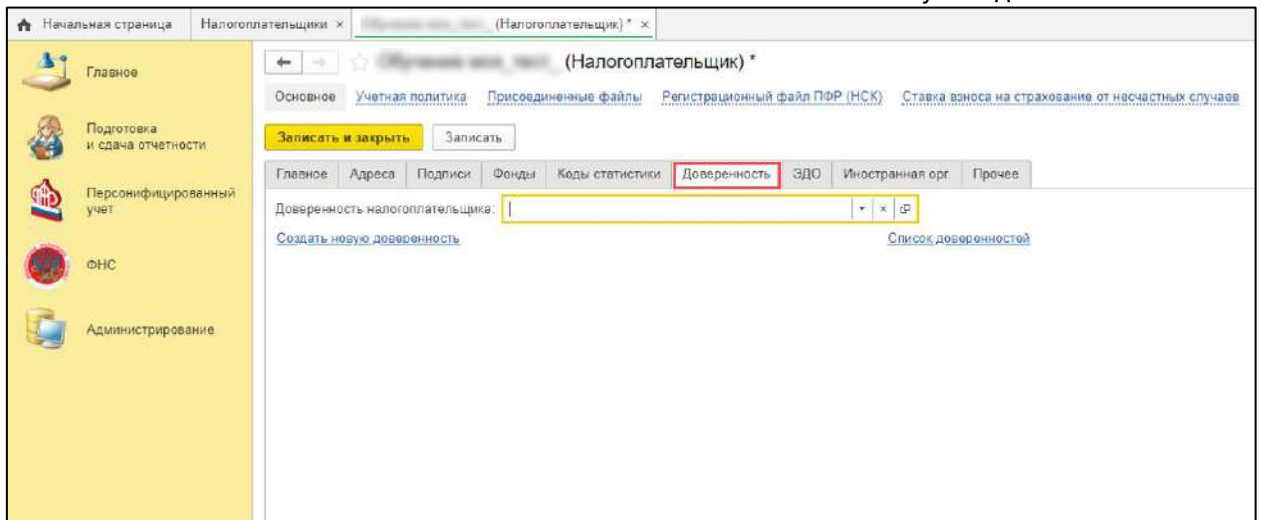 Начальная страница
Налогоплательщики ×
(Налогоплательщик) * ×
Главное
Подготовка
и сдача отчетности
Персонифицированный
учет
ФНС
Администрирование
(Налогоплательщик) *
Основное Учетная политика Присоединенные файлы Регистрационный файл ПФР (НСК) Ставка взноса на страхование от несчастных случаев
Записать и закрыть Записать
Главное Адреса Подписи Фонды Коды статистики Доверенность ЭДО Иностранная орг Прочее
Доверенность налогоплательщика:
Создать новую доверенность Список доверенностей